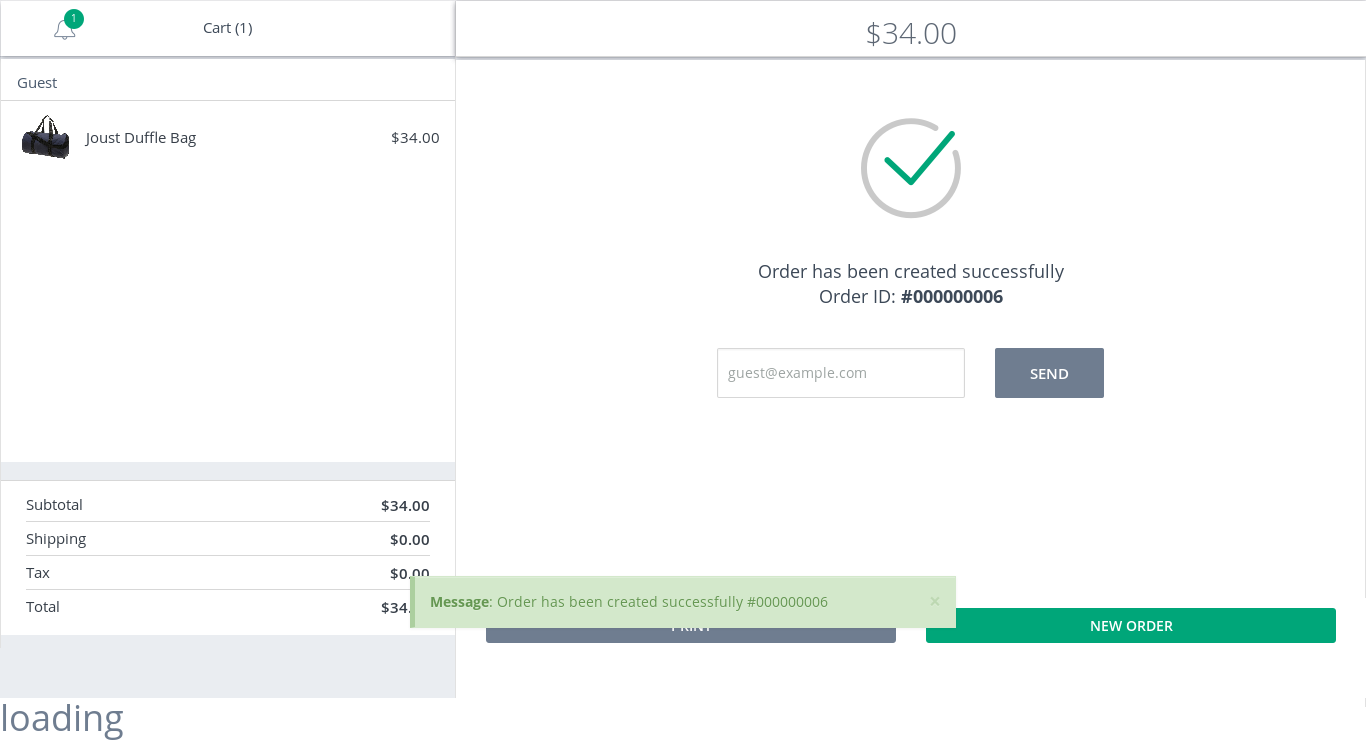 1
Cart (1)
$34.00
Guest
Joust Duffle Bag $34.00
Order has been created successfully
Order ID: #000000006
guest@example.com
SEND
Subtotal $34.00
Shipping $0.00
Tax $0.00
Total $34.
Message: Order has been created successfully #000000006 ×
PRINT
NEW ORDER
loading